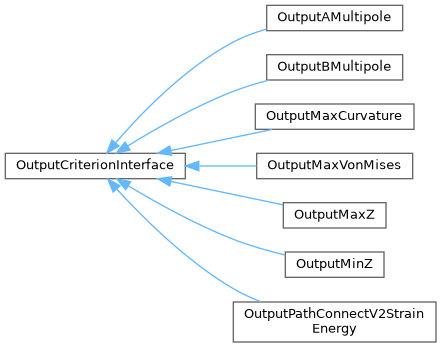 OutputAMultipole
OutputBMultipole
OutputMaxCurvature
OutputCriterionInterface
OutputMaxVonMises
OutputMaxZ
OutputMinZ
OutputPathConnectV2Strain
Energy